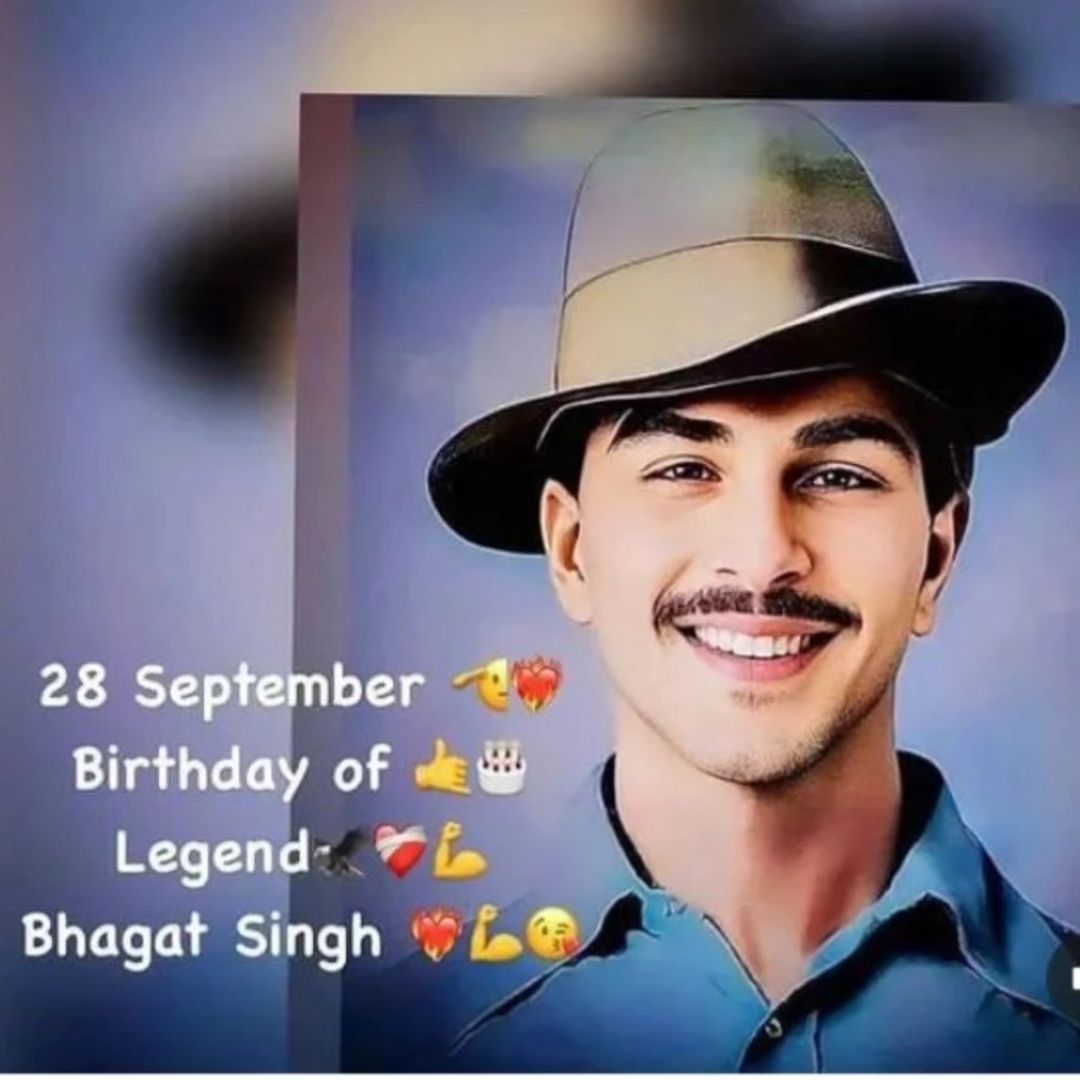 28 September 🫡❤️‍🔥
Birthday of 🤙🎂
Legend🐦‍⬛❤️‍🩹💪
Bhagat Singh ❤️‍🔥💪😘